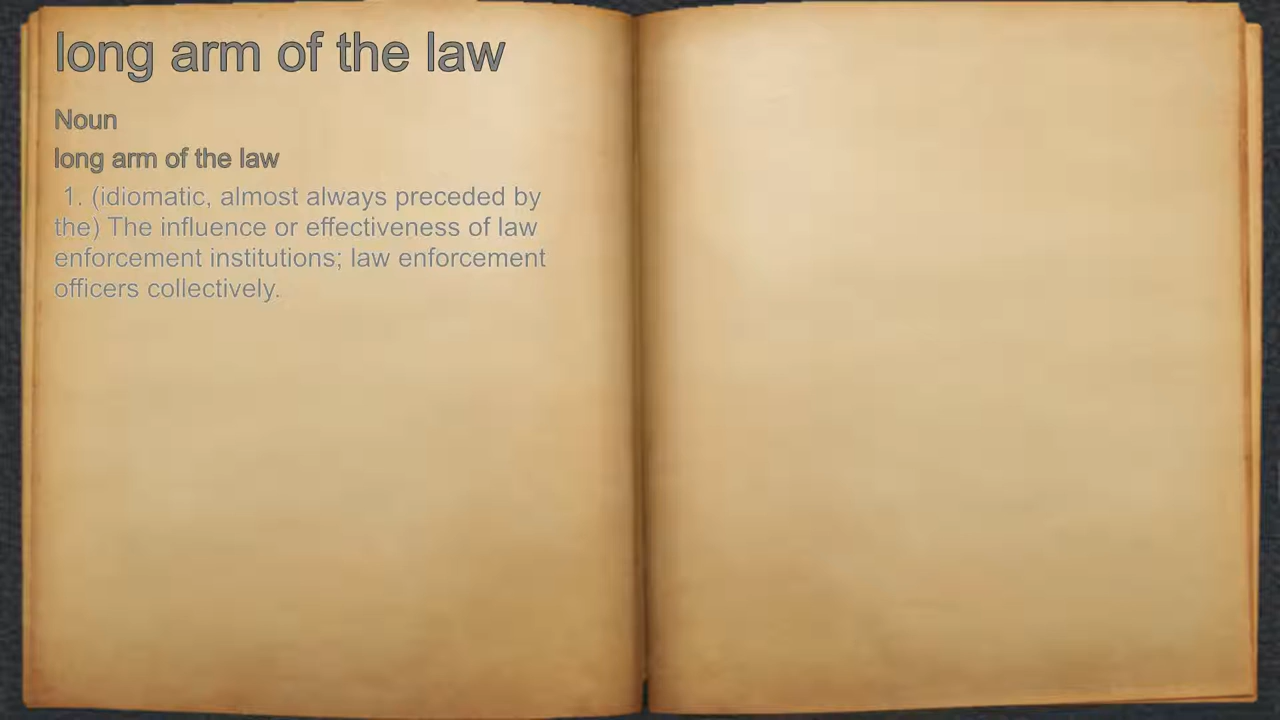 long arm of the law
Noun
long arm of the law
1. (idiomatic, almost always preceded by
the) The influence or effectiveness of law
enforcement institutions; law enforcement
officers collectively.